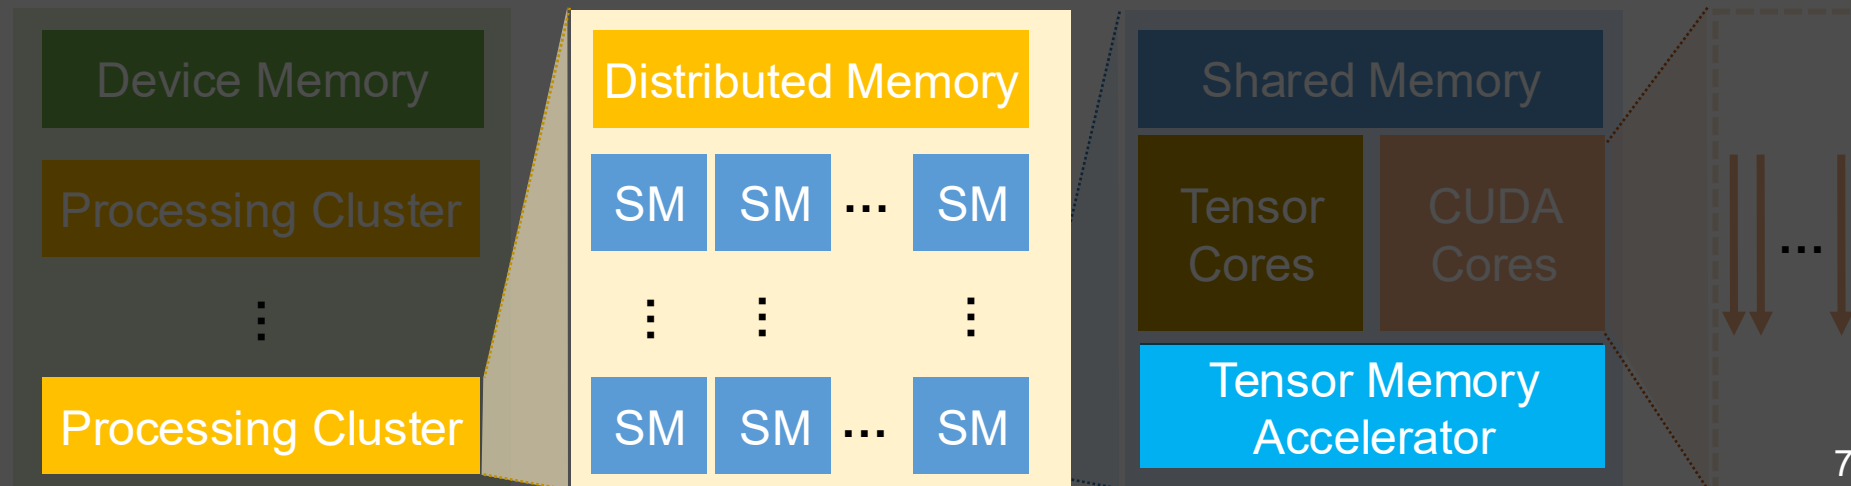 Device Memory
Processing Cluster
⋮
Processing Cluster
Distributed Memory
SM SM ... SM
⋮ ⋮ ⋮
SM SM ... SM
Shared Memory
Tensor
Cores
CUDA
Cores
Tensor Memory
Accelerator
...
7